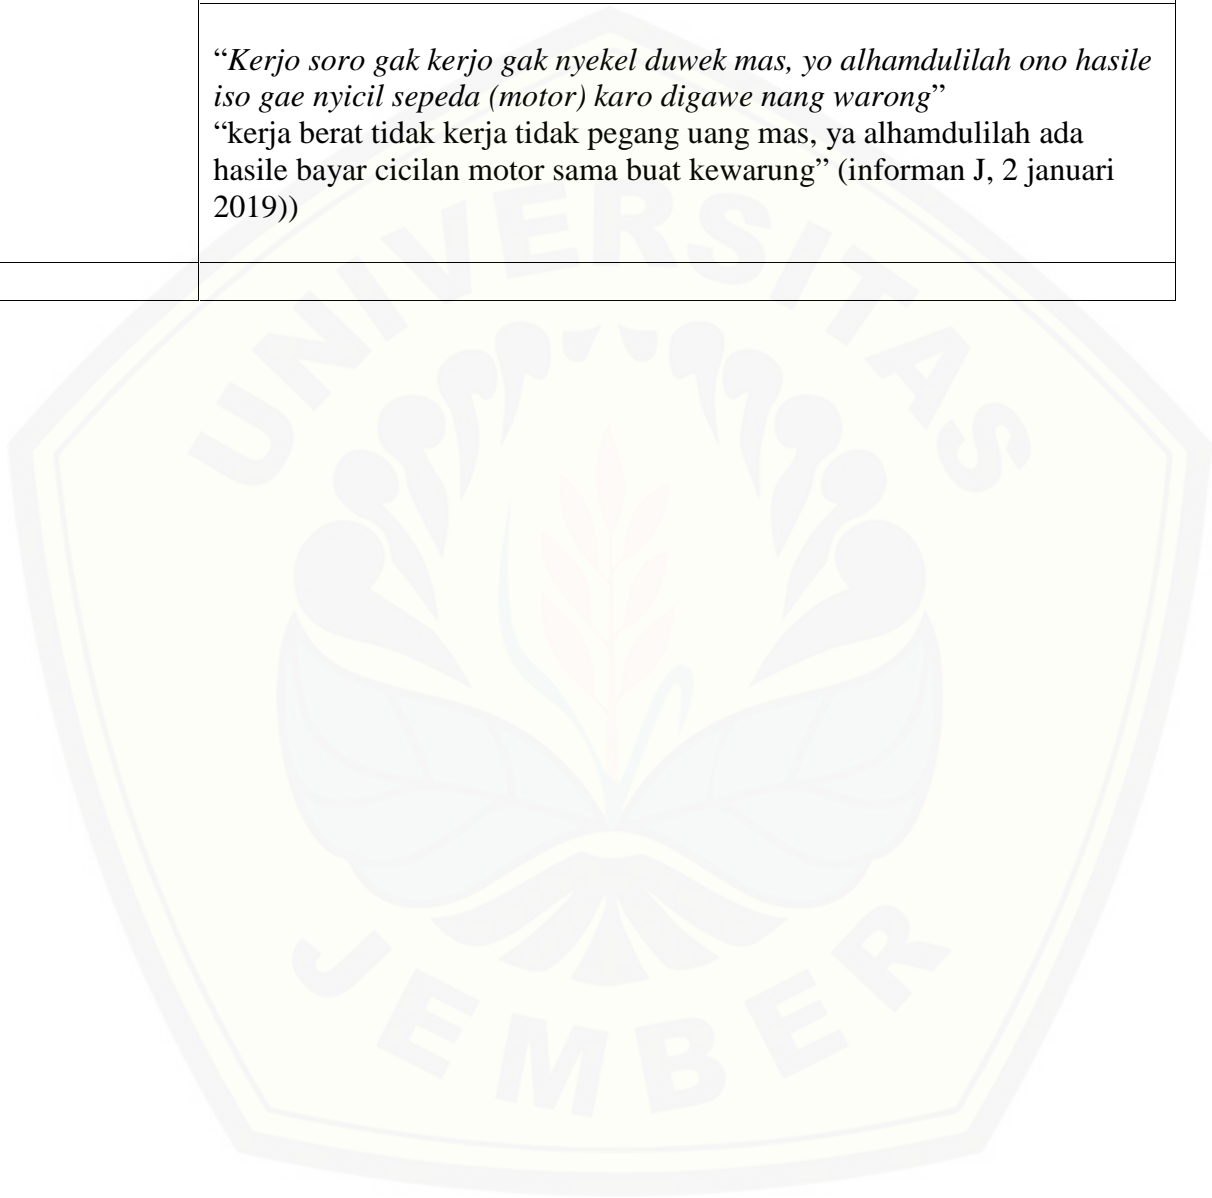 “Kerjo soro gak kerjo gak nyekel duwek mas, yo alhamdulilah ono hasile
iso gae nyicil sepeda (motor) karo digawe nang warong”
“kerja berat tidak kerja tidak pegang uang mas, ya alhamdulilah ada
hasile bayar cicilan motor sama buat kewarung” (informan J, 2 januari
2019))
UNIVERSITAS
JEMBER